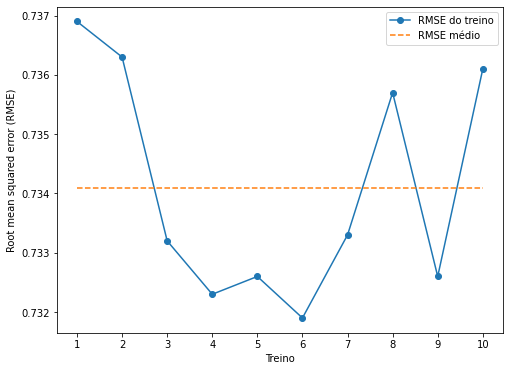 RMSE do treino
RMSE médio
Root mean squared error (RMSE)
0.737
0.736
0.735
0.734
0.733
0.732
1 2 3 4 5 6 7 8 9 10
Treino